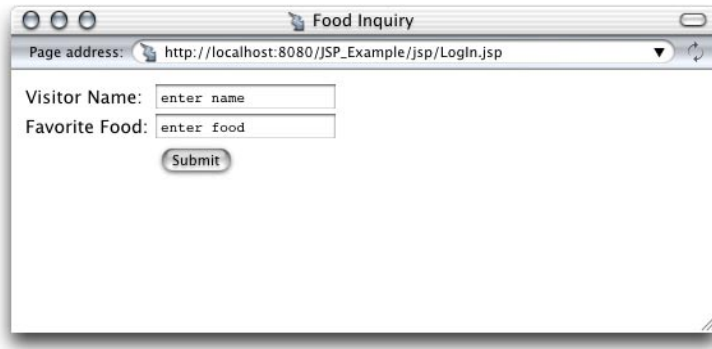 Food Inquiry
Page address: http://localhost:8080/JSP_Example/jsp/LogIn.jsp
Visitor Name: enter name
Favorite Food: enter food
Submit